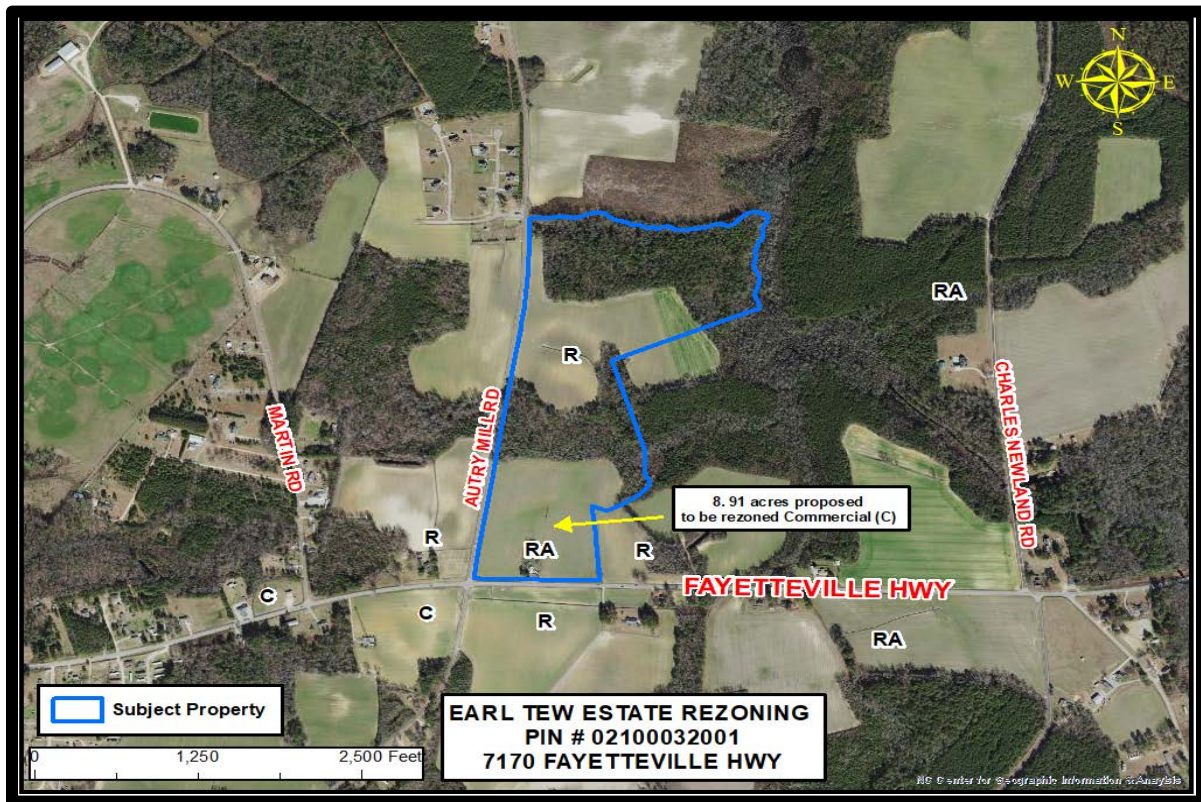 N
W
E
S
RA
R
MARTIN RD
AUTRY MILL RD
CHARLES NEWLAND RD
8.91 acres proposed
to be rezoned Commercial (C)
R
RA
R
FAYETTEVILLE HWY
C
C
R
RA
Subject Property
EARL TEW ESTATE REZONING
PIN # 02100032001
7170 FAYETTEVILLE HWY
0
1,250
2,500 Feet
NC Center for Geographic Information & Anaylsis